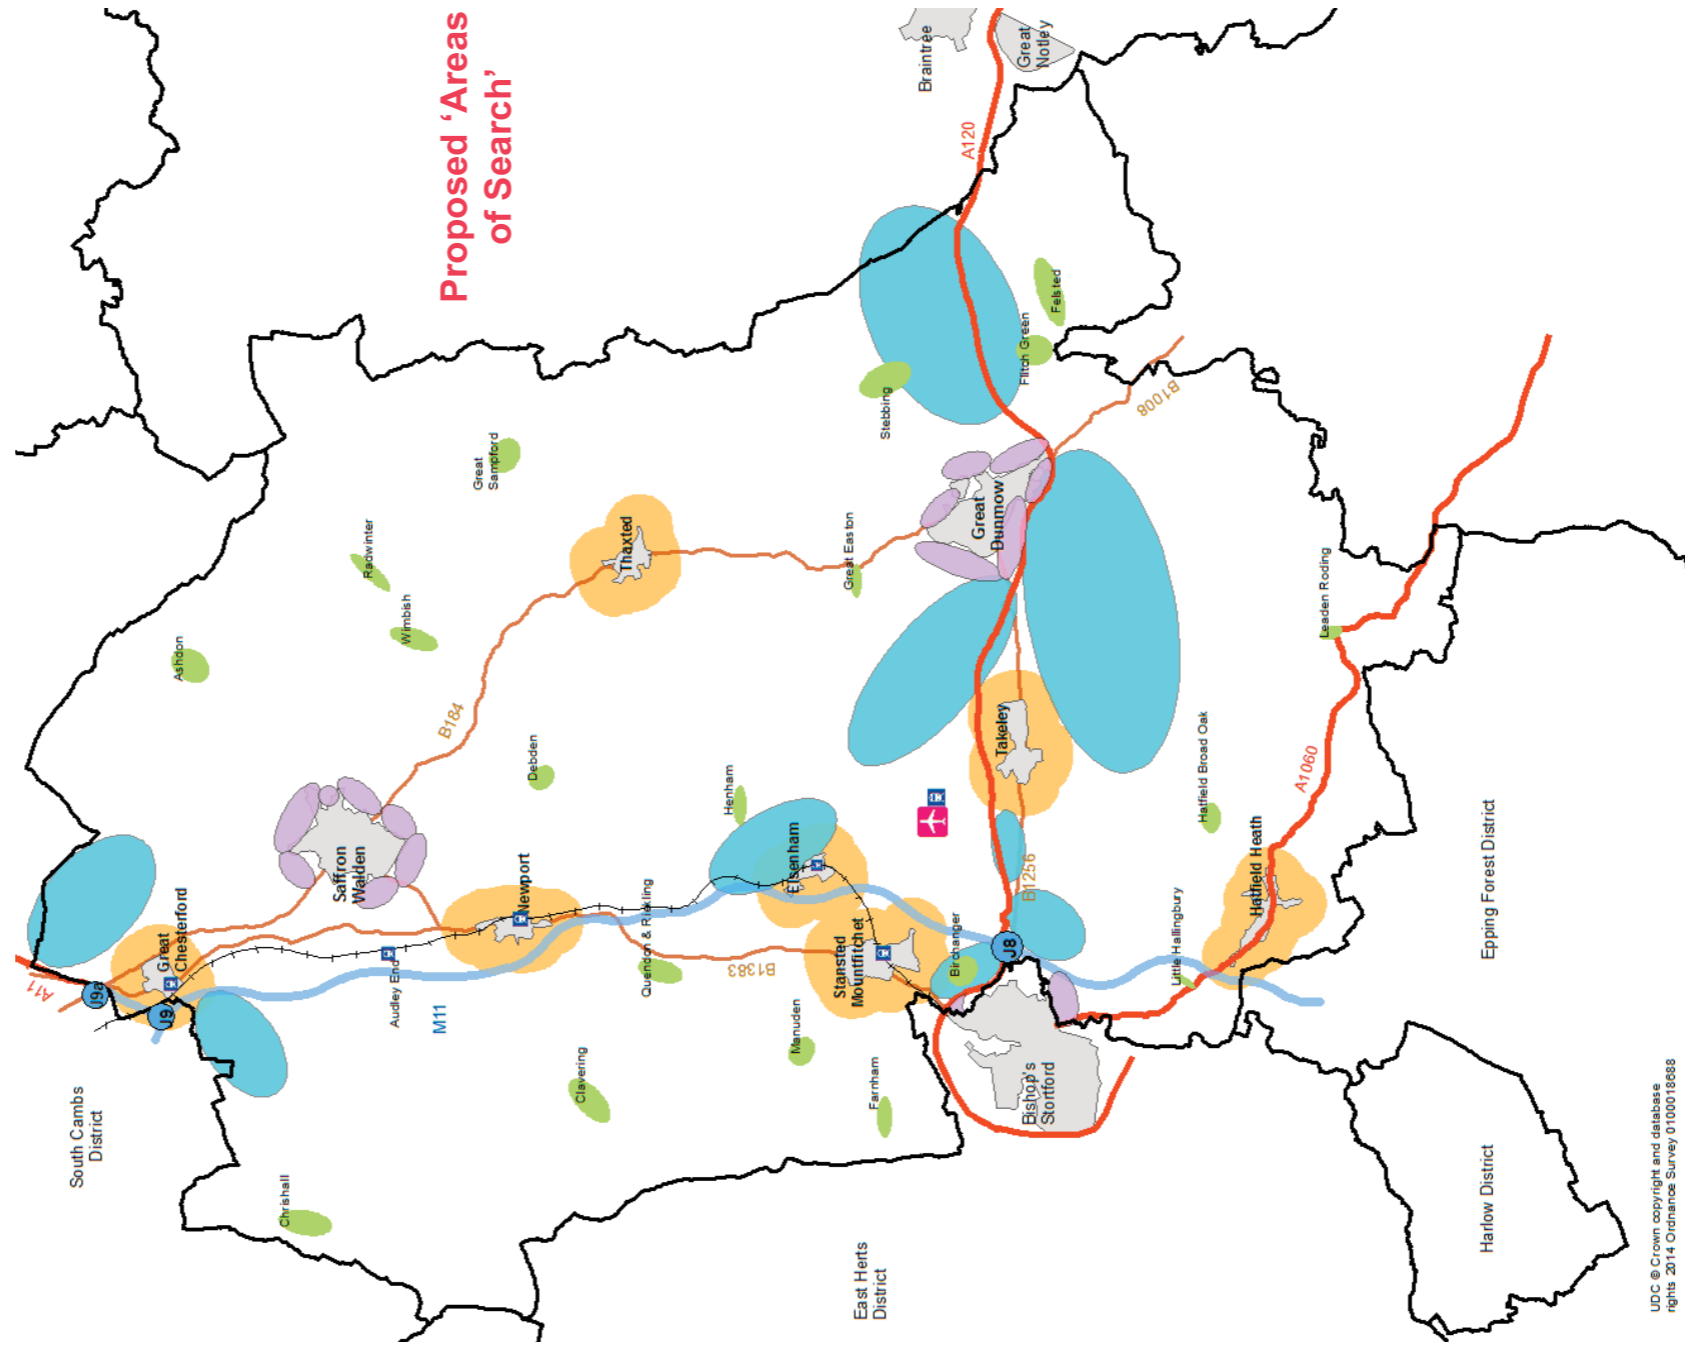 Proposed ‘Areas
of Search’
South Cambs
District
Chrishall
A11
J9a
J9
Great
Chesterford
Ashdon
Radwinter
Wimbish
Great
Sampford
B184
Saffron
Walden
Debden
Newport
Audley End
M11
Clavering
Thaxted
Quendon & Rickling
Henham
Elsenham
B1383
Manuden
Stansted
Mountfitchet
Farnham
Birchanger
J8
B1256
Takeley
Great Easton
Great
Dunmow
Stebbing
Flitch Green
Felsted
A120
Braintree
Great
Notley
B1008
Bishop's
Stortford
Little Hallingbury
Hatfield Broad Oak
Hatfield Heath
A1060
Leaden Roding
East Herts
District
Epping Forest District
Harlow District
UDC © Crown copyright and database
rights 2014 Ordnance Survey 0100018688